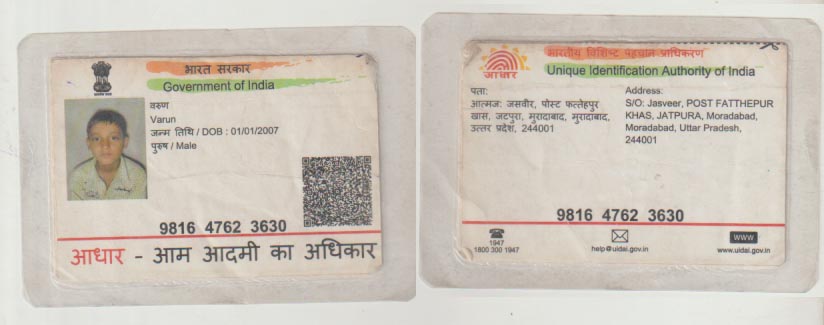 भारत सरकार
Government of India
वरुण
Varun
जन्म तिथि / DOB : 01/01/2007
पुरुष / Male
9816 4762 3630
आधार - आम आदमी का अधिकार
भारतीय विशिष्ट पहचान प्राधिकरण
Unique Identification Authority of India
आधार
पता:
आत्मज: जसवीर, पोस्ट फत्तेहपुर
खास, जटपुरा, मुरादाबाद, मुरादाबाद,
उत्तर प्रदेश, 244001
Address:
S/O: Jasveer, POST FATTHEPUR
KHAS, JATPURA, Moradabad,
Moradabad, Uttar Pradesh,
244001
9816 4762 3630
1947
1800 300 1947
help@uidai.gov.in
WWW
www.uidai.gov.in